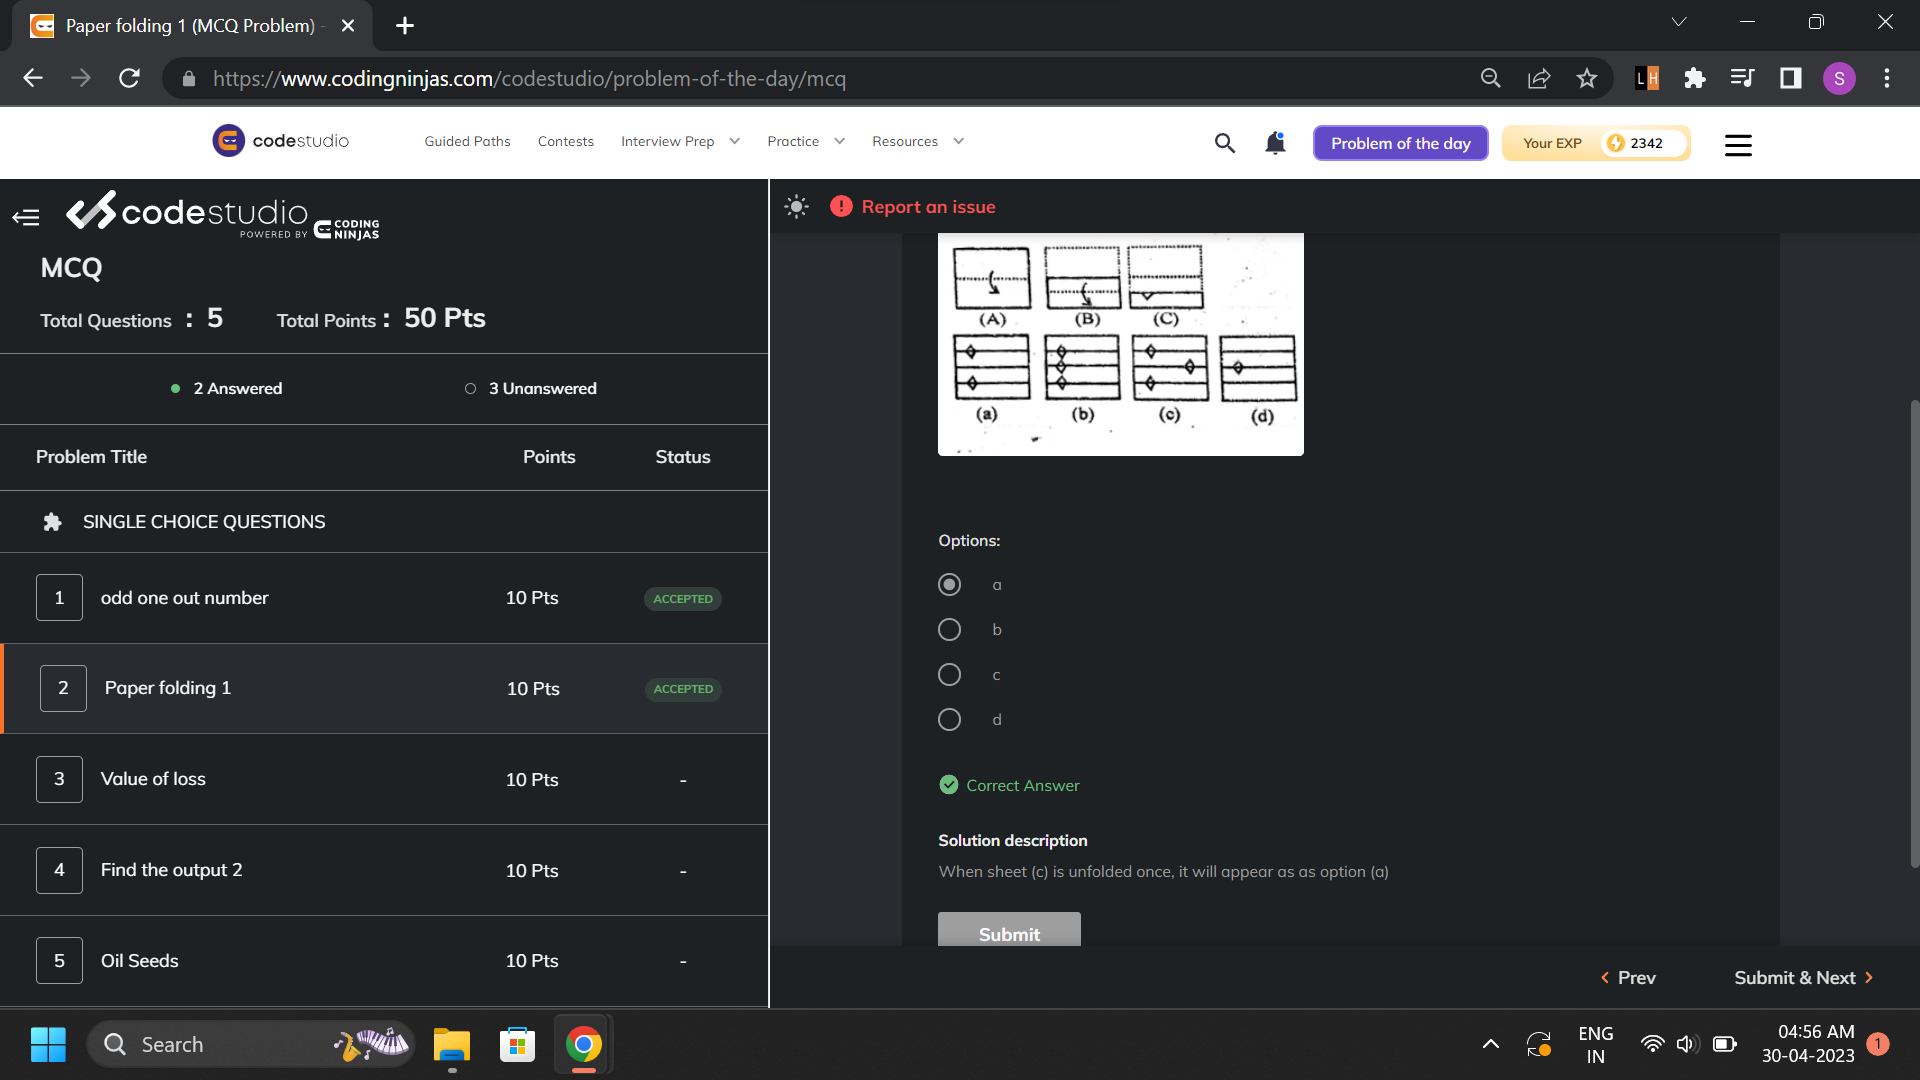 Paper folding 1 (MCQ Problem) -
https://www.codingninjas.com/codestudio/problem-of-the-day/mcq
L H
S
codestudio
Guided Paths
Contests
Interview Prep
Practice
Resources
Problem of the day
Your EXP
2342
codestudio
POWERED BY
CODING
NINJAS
MCQ
Total Questions : 5
Total Points : 50 Pts
2 Answered
3 Unanswered
Problem Title
Points
Status
SINGLE CHOICE QUESTIONS
1
odd one out number
10 Pts
ACCEPTED
2
Paper folding 1
10 Pts
ACCEPTED
3
Value of loss
10 Pts
-
4
Find the output 2
10 Pts
-
5
Oil Seeds
10 Pts
-
Report an issue
(A)
(B)
(C)
(a)
(b)
(c)
(d)
Options:
a
b
c
d
Correct Answer
Solution description
When sheet (c) is unfolded once, it will appear as as option (a)
Submit
Prev
Submit & Next
Search
ENG
IN
04:56 AM
30-04-2023
1